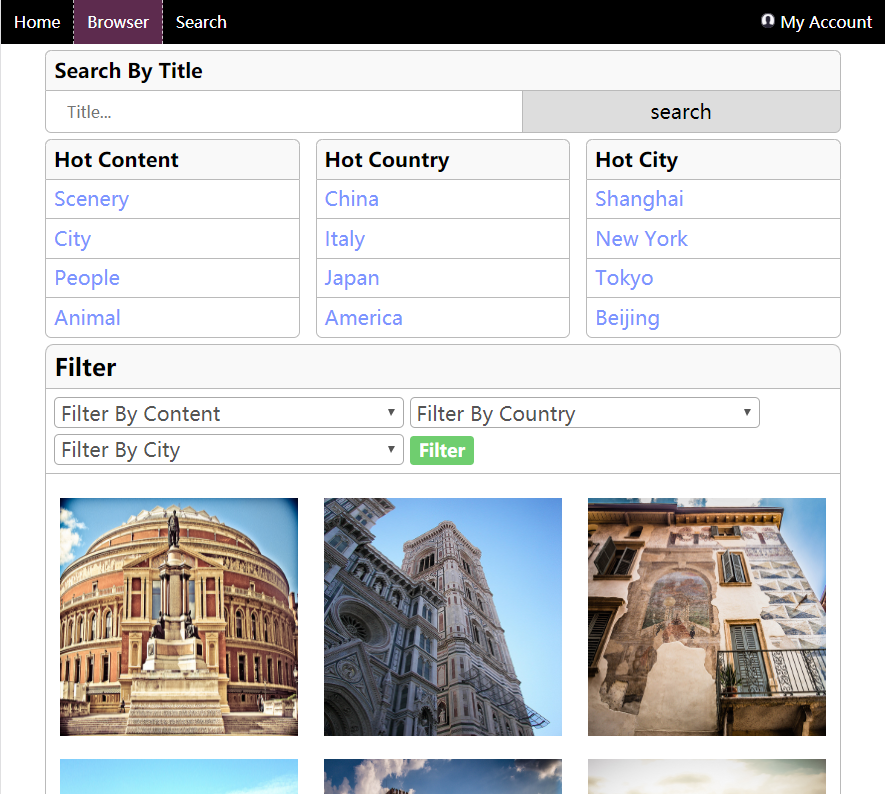 Home Browser Search My Account
Search By Title
Title... search
Hot Content Hot Country Hot City
Scenery China Shanghai
City Italy New York
People Japan Tokyo
Animal America Beijing
Filter
Filter By Content Filter By Country
Filter By City Filter